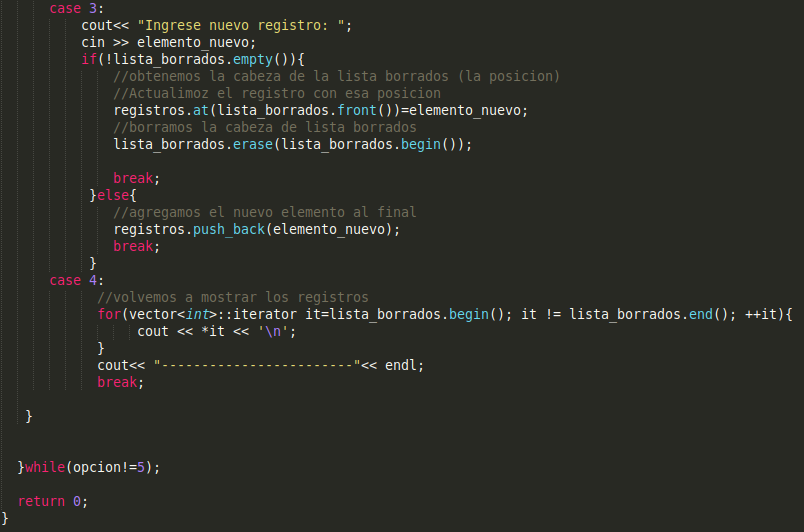 case 3:
cout<< "Ingrese nuevo registro: ";
cin >> elemento_nuevo;
if(!lista_borrados.empty()){
//obtenemos la cabeza de la lista borrados (la posicion)
//Actualimoz el registro con esa posicion
registros.at(lista_borrados.front())=elemento_nuevo;
//borramos la cabeza de lista borrados
lista_borrados.erase(lista_borrados.begin());
break;
}else{
//agregamos el nuevo elemento al final
registros.push_back(elemento_nuevo);
break;
}
case 4:
//volvemos a mostrar los registros
for(vector<int>::iterator it=lista_borrados.begin(); it != lista_borrados.end(); ++it){
cout << *it << '\n';
}
cout<< "------------------------"<< endl;
break;
}
}while(opcion!=5);
return 0;
}